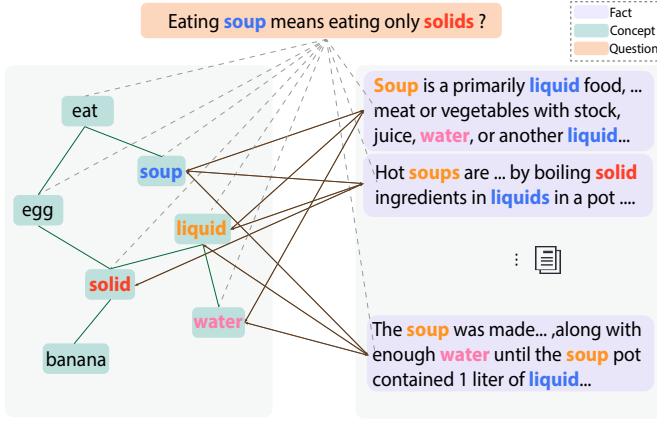 Eating soup means eating only solids ?
Fact
Concept
Question
eat
soup
egg
liquid
solid
water
banana
Soup is a primarily liquid food, ...
meat or vegetables with stock,
juice, water, or another liquid...
Hot soups are ... by boiling solid
ingredients in liquids in a pot ....
The soup was made... ,along with
enough water until the soup pot
contained 1 liter of liquid...